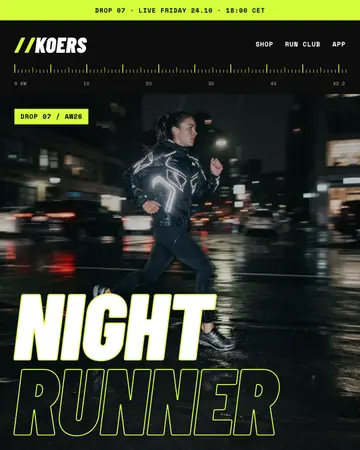 DROP 07 · LIVE FRIDAY 24.10 · 18:00 CET
//KOERS
SHOP RUN CLUB APP
0 KM 10 20 30 40 42.2
DROP 07 / AW26
NIGHT
RUNNER